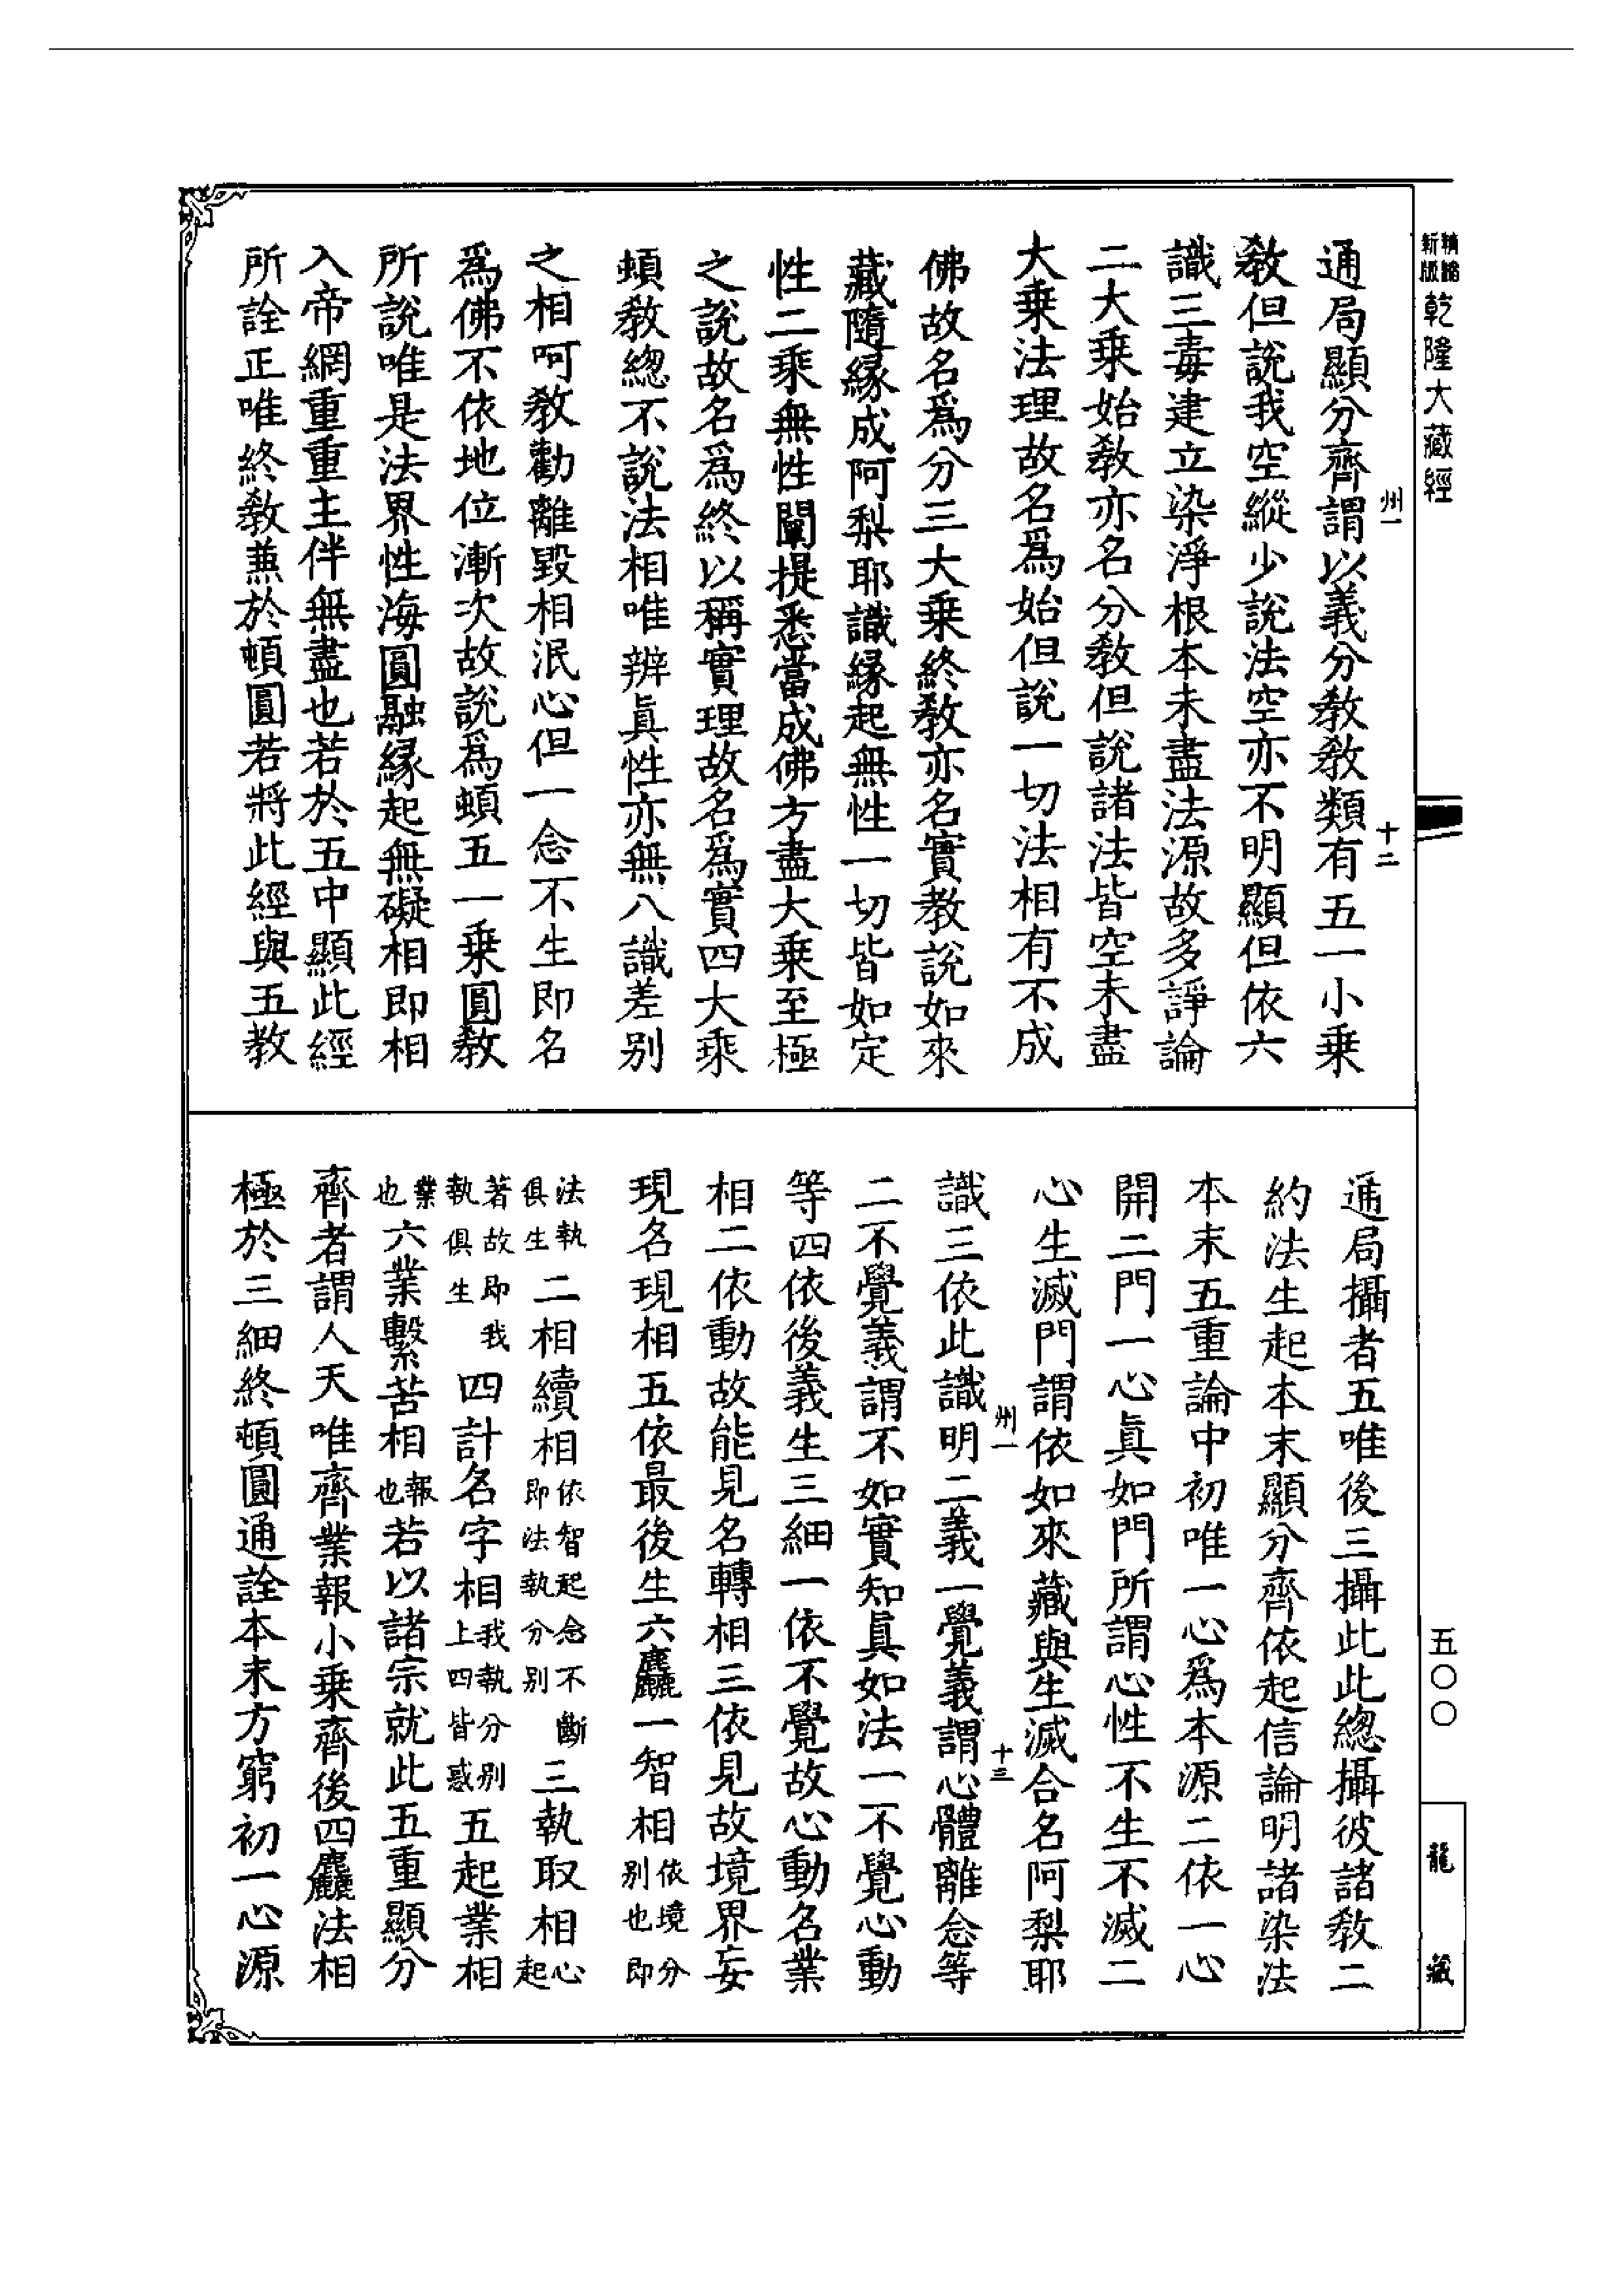 精輯
新版
乾隆大藏經
州一
十二
通局顯分齊謂以義分教教類有五一小乗
教但說我空縱少說法空亦不明顯但依六
識三毒建立染淨根本未盡法源故多諍論
二大乗始教亦名分教但說諸法皆空未盡
大乗法理故名爲始但說一切法相有不成
佛故名爲分三大乗終教亦名實教說如來
藏隨緣成阿梨耶識緣起無性一切皆如定
性二乘無性闡提悉當成佛方盡大乗至極
之說故名爲終以稱實理故名爲實四大乘
頓教總不說法相唯辨眞性亦無八識差別
之相呵教勸離毀相泯心但一念不生即名
爲佛不依地位漸次故說爲頓五一乗圓教
所說唯是法界性海圓融緣起無礙相即相
入帝網重重主伴無盡也若於五中顯此經
所詮正唯終教兼於頓圓若將此經與五教
通局攝者五唯後三攝此此總攝彼諸教二
約法生起本末顯分齊依起信論明諸染法
本末五重論中初唯一心爲本源二依一心
開二門一心眞如門所謂心性不生不滅二
心生滅門謂依如來藏與生滅合名阿梨耶
州一
十三
識三依此識明二義一覺義謂心體離念等
二不覺義謂不如實知眞如法一不覺心動
等四依後義生三細一依不覺故心動名業
相二依動故能見名轉相三依見故境界妄
現名現相五依最後生六麤一智相依境分別也即
法執俱生二相續相依智起念不斷即法執分別三執取相心起
著故即我執俱生四計名字相我執分別上四皆惑五起業相
業也六業繫苦相報也若以諸宗就此五重顯分
齊者謂人天唯齊業報小乗齊後四麤法相
極於三細終頓圓通詮本末方窮初一心源
五〇〇
龍藏